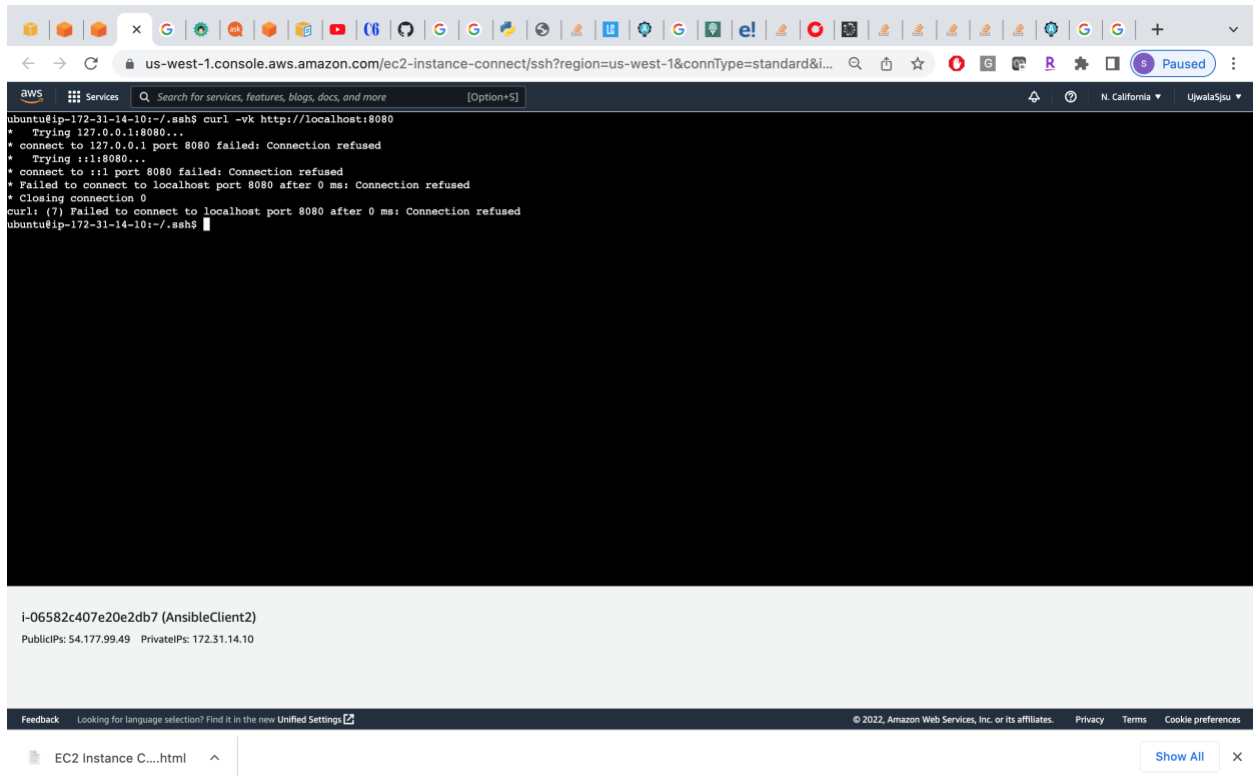 us-west-1.console.aws.amazon.com/ec2-instance-connect/ssh?region=us-west-1&connType=standard&i...
S Paused
aws Services Search for services, features, blogs, docs, and more [Option+S] N. California ▼ UjwalaSjsu ▼
ubuntu@ip-172-31-14-10:~/.ssh$ curl -vk http://localhost:8080
*   Trying 127.0.0.1:8080...
* connect to 127.0.0.1 port 8080 failed: Connection refused
*   Trying ::1:8080...
* connect to ::1 port 8080 failed: Connection refused
* Failed to connect to localhost port 8080 after 0 ms: Connection refused
* Closing connection 0
curl: (7) Failed to connect to localhost port 8080 after 0 ms: Connection refused
ubuntu@ip-172-31-14-10:~/.ssh$
i-06582c407e20e2db7 (AnsibleClient2)
PublicIPs: 54.177.99.49 PrivateIPs: 172.31.14.10
Feedback Looking for language selection? Find it in the new Unified Settings © 2022, Amazon Web Services, Inc. or its affiliates. Privacy Terms Cookie preferences
EC2 Instance C....html Show All